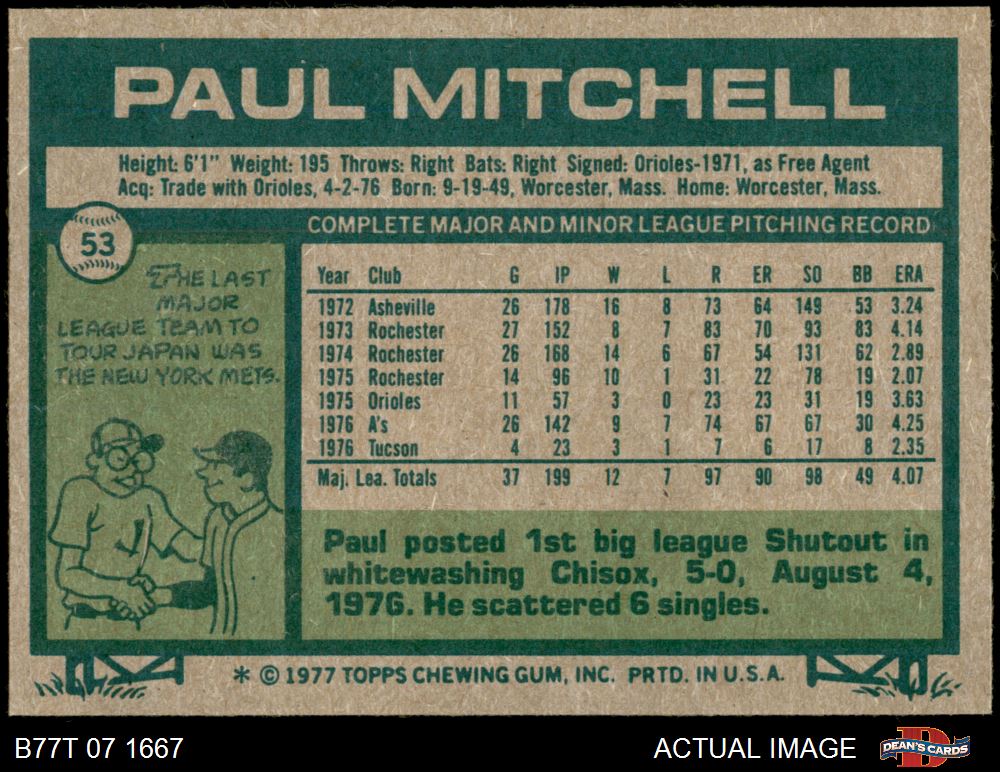 PAUL MITCHELL
Height: 6'1" Weight: 195 Throws: Right Bats: Right Signed: Orioles-1971, as Free Agent
Acq: Trade with Orioles, 4-2-76 Born: 9-19-49, Worcester, Mass. Home: Worcester, Mass.
53
COMPLETE MAJOR AND MINOR LEAGUE PITCHING RECORD
THE LAST
MAJOR
LEAGUE TEAM TO
TOUR JAPAN WAS
THE NEW YORK METS.
J
Year Club G IP W L R ER SO BB ERA
1972 Asheville 26 178 16 8 73 64 149 53 3.24
1973 Rochester 27 152 8 7 83 70 93 83 4.14
1974 Rochester 26 168 14 6 67 54 131 62 2.89
1975 Rochester 14 96 10 1 31 22 78 19 2.07
1975 Orioles 11 57 3 0 23 23 31 19 3.63
1976 A's 26 142 9 7 74 67 67 30 4.25
1976 Tucson 4 23 3 1 7 6 17 8 2.35
Maj. Lea. Totals 37 199 12 7 97 90 98 49 4.07
Paul posted 1st big league Shutout in
whitewashing Chisox, 5-0, August 4,
1976. He scattered 6 singles.
* © 1977 TOPPS CHEWING GUM, INC. PRTD. IN U.S.A.
B77T 07 1667 ACTUAL IMAGE
D
DEAN'S CARDS